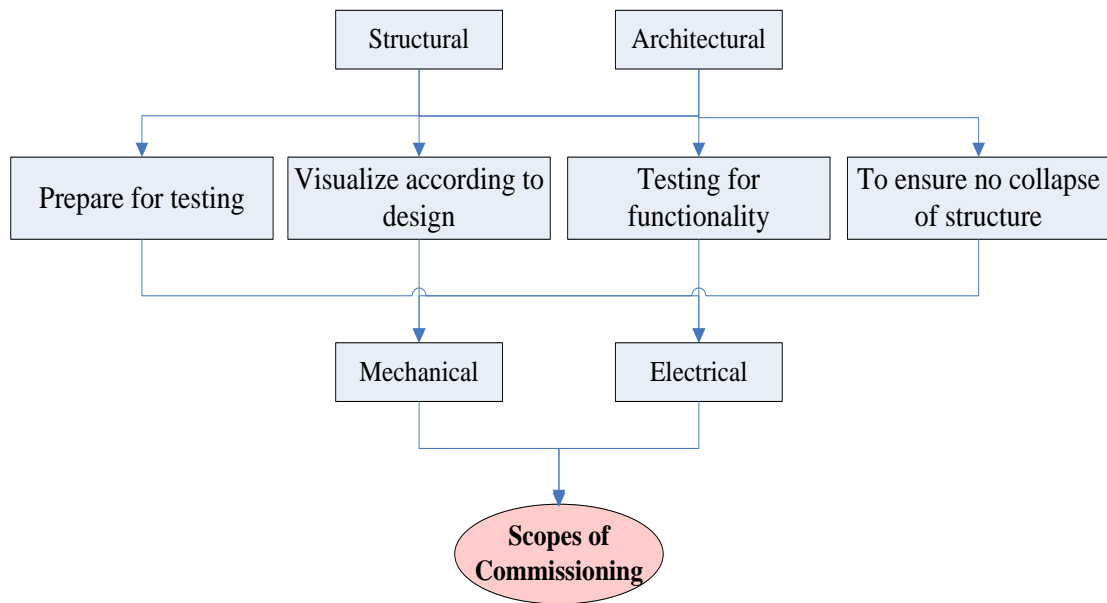 Structural
Architectural
Prepare for testing
Visualize according to
design
Testing for
functionality
To ensure no collapse
of structure
Mechanical
Electrical
Scopes of
Commissioning